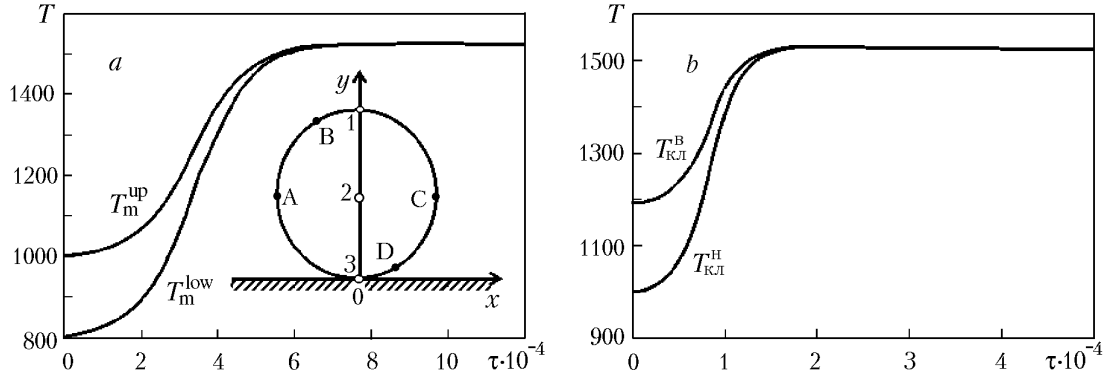 T
a
1400
1200
1000
800
T_m^up
T_m^low
y
1
B
A
2
C
D
3
0
x
0 2 4 6 8 10 τ·10⁻⁴
T
b
1500
1300
1100
900
T_кл^в
T_кл^н
0 1 2 3 4 τ·10⁻⁴